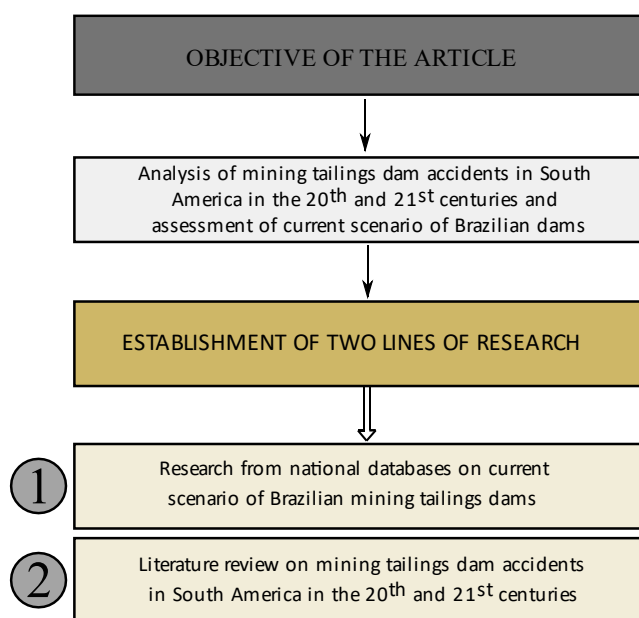 OBJECTIVE OF THE ARTICLE
Analysis of mining tailings dam accidents in South
America in the 20th and 21st centuries and
assessment of current scenario of Brazilian dams
ESTABLISHMENT OF TWO LINES OF RESEARCH
1
Research from national databases on current
scenario of Brazilian mining tailings dams
2
Literature review on mining tailings dam accidents
in South America in the 20th and 21st centuries